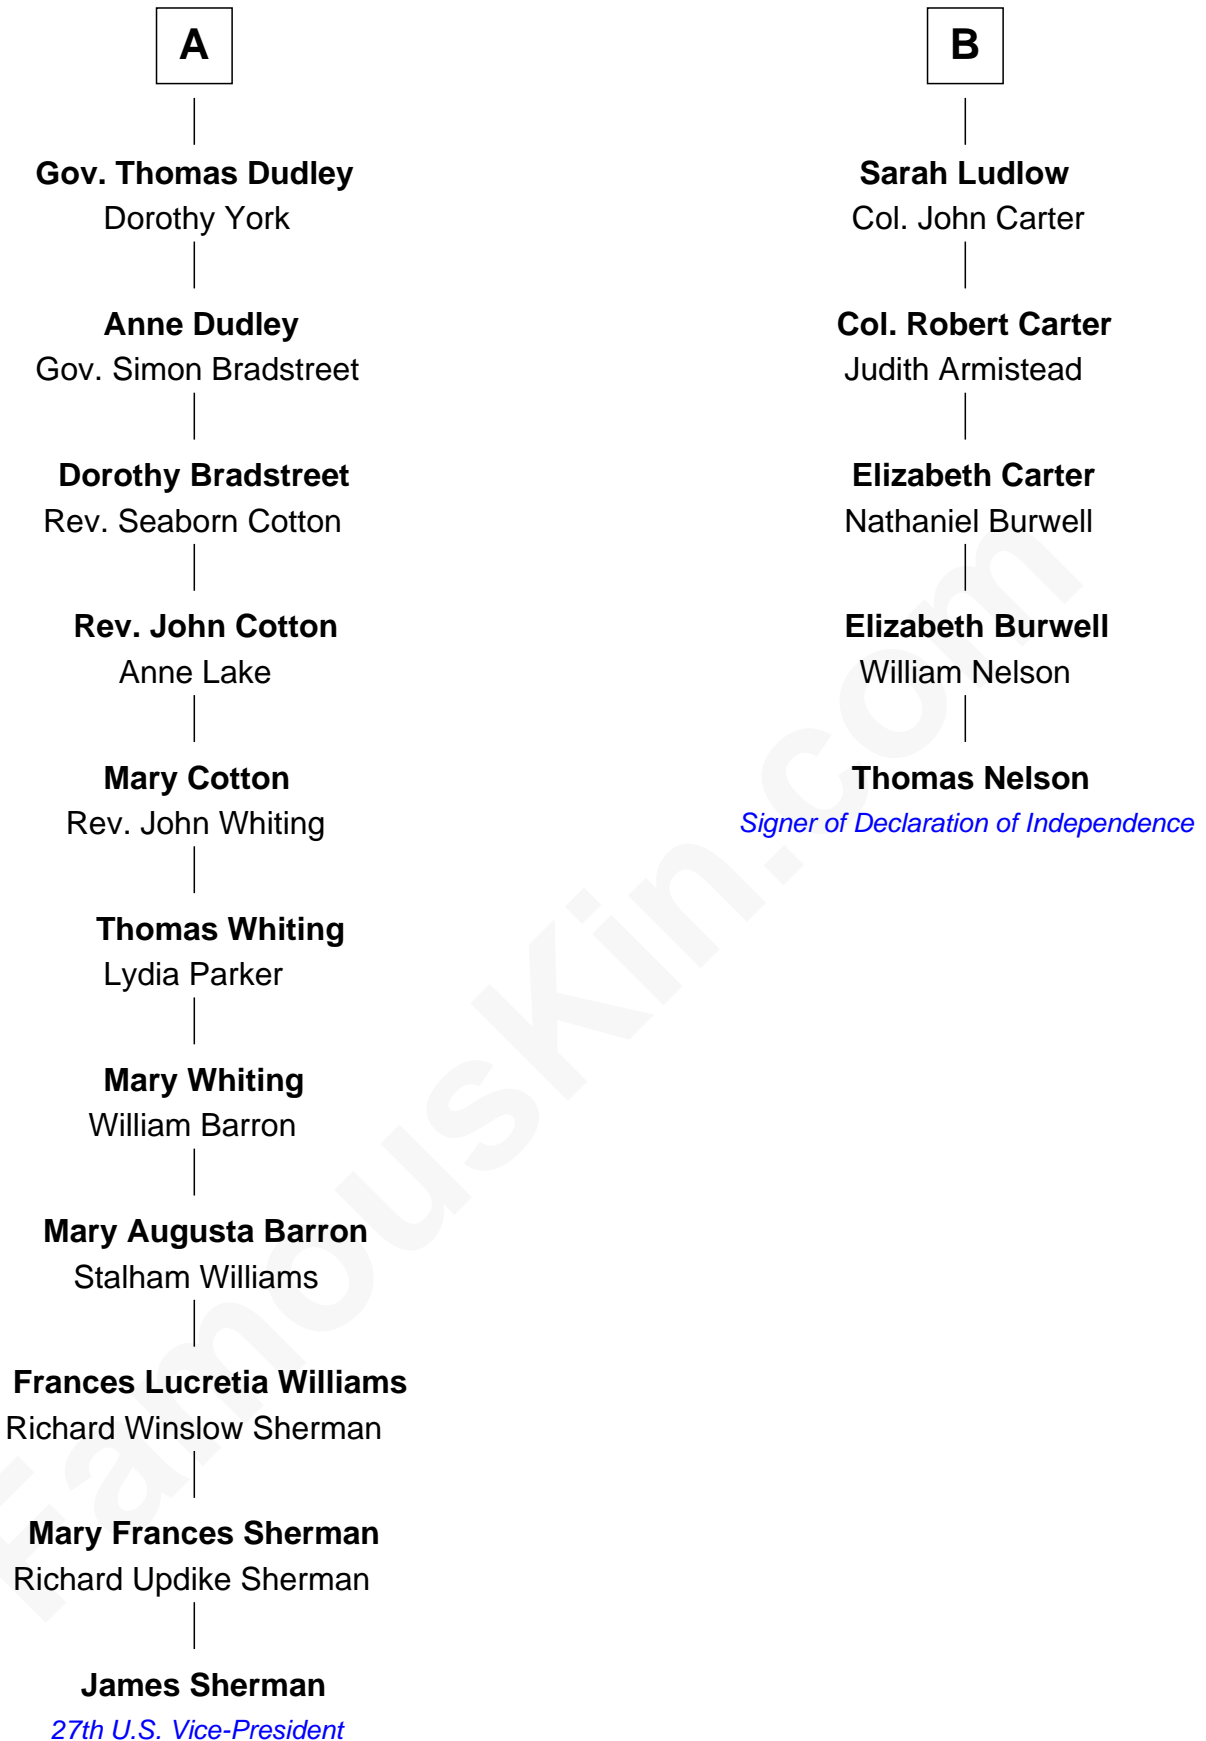 A
Gov. Thomas Dudley
Dorothy York
Anne Dudley
Gov. Simon Bradstreet
Dorothy Bradstreet
Rev. Seaborn Cotton
Rev. John Cotton
Anne Lake
Mary Cotton
Rev. John Whiting
Thomas Whiting
Lydia Parker
Mary Whiting
William Barron
Mary Augusta Barron
Stalham Williams
Frances Lucretia Williams
Richard Winslow Sherman
Mary Frances Sherman
Richard Updike Sherman
James Sherman
27th U.S. Vice-President
B
Sarah Ludlow
Col. John Carter
Col. Robert Carter
Judith Armistead
Elizabeth Carter
Nathaniel Burwell
Elizabeth Burwell
William Nelson
Thomas Nelson
Signer of Declaration of Independence
FamousKin.com